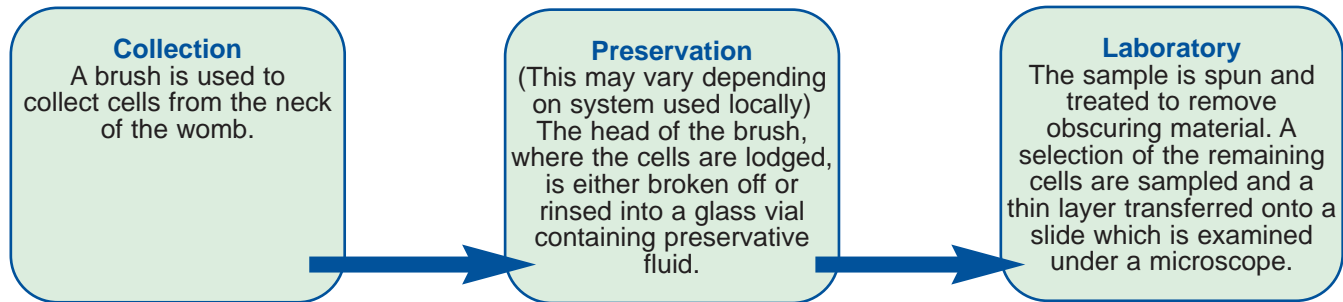 Collection
A brush is used to
collect cells from the neck
of the womb.
Preservation
(This may vary depending
on system used locally)
The head of the brush,
where the cells are lodged,
is either broken off or
rinsed into a glass vial
containing preservative
fluid.
Laboratory
The sample is spun and
treated to remove
obscuring material. A
selection of the remaining
cells are sampled and a
thin layer transferred onto a
slide which is examined
under a microscope.